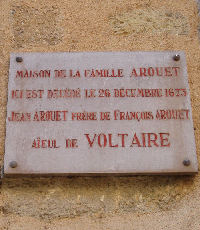 MAISON DE LA FAMILLE AROUET
ICI EST DÉCÉDÉ LE 26 DÉCEMBRE 1673
JEAN AROUET FRÈRE DE FRANÇOIS AROUET
AÏEUL DE VOLTAIRE